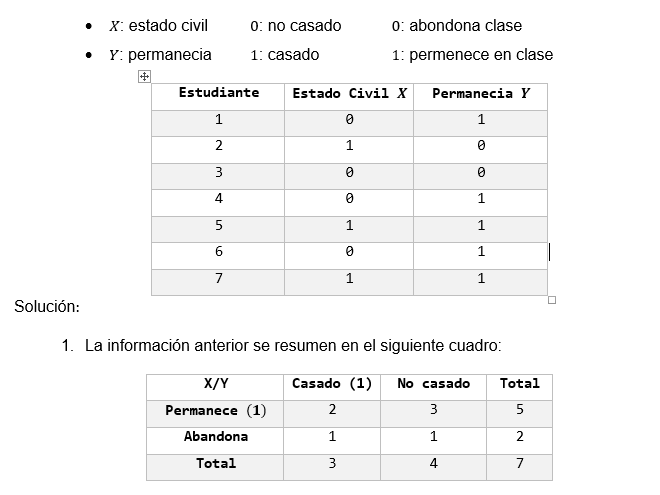 • X: estado civil 0: no casado 0: abondona clase
• Y: permanecia 1: casado 1: permenece en clase
Estudiante Estado Civil X Permanecia Y
1 0 1
2 1 0
3 0 0
4 0 1
5 1 1
6 0 1
7 1 1
Solución:
1. La información anterior se resumen en el siguiente cuadro:
X/Y Casado (1) No casado Total
Permanece (1) 2 3 5
Abandona 1 1 2
Total 3 4 7